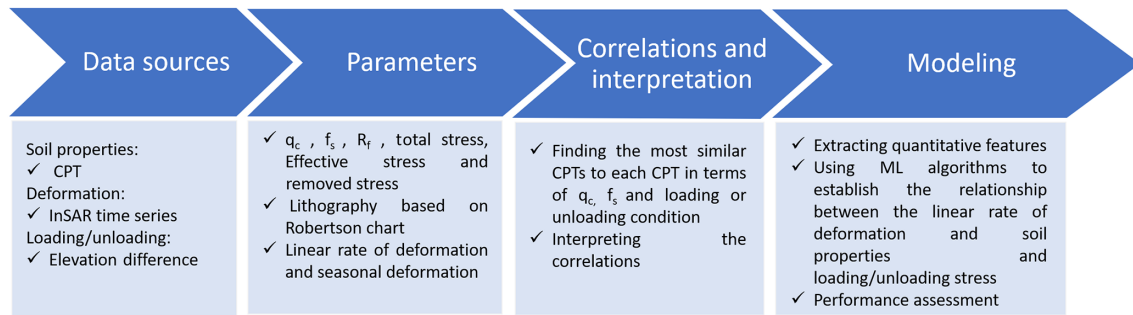 Data sources
Soil properties:
✓ CPT
Deformation:
✓ InSAR time series
Loading/unloading:
✓ Elevation difference
Parameters
✓ qc , fs , Rf , total stress,
Effective stress and
removed stress
✓ Lithography based on
Robertson chart
✓ Linear rate of deformation
and seasonal deformation
Correlations and
interpretation
✓ Finding the most similar
CPTs to each CPT in terms
of qc, fs and loading or
unloading condition
✓ Interpreting the
correlations
Modeling
✓ Extracting quantitative features
✓ Using ML algorithms to
establish the relationship
between the linear rate of
deformation and soil
properties and
loading/unloading stress
✓ Performance assessment